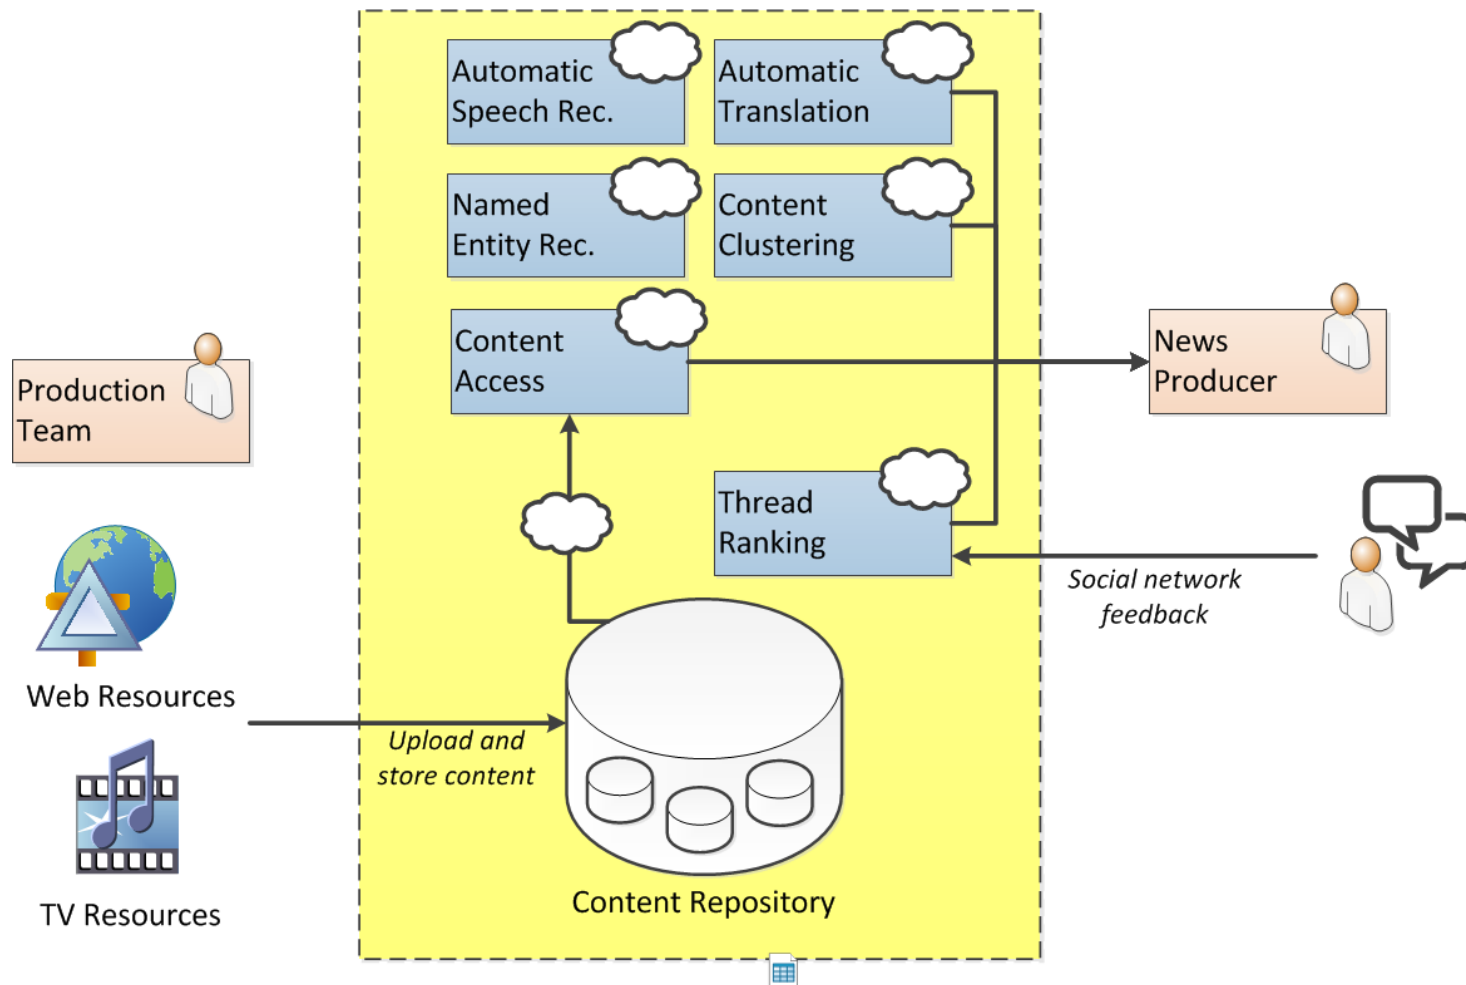 Automatic
Speech Rec.
Automatic
Translation
Named
Entity Rec.
Content
Clustering
Content
Access
News
Producer
Production
Team
Thread
Ranking
Social network
feedback
Web Resources
Upload and
store content
TV Resources
Content Repository